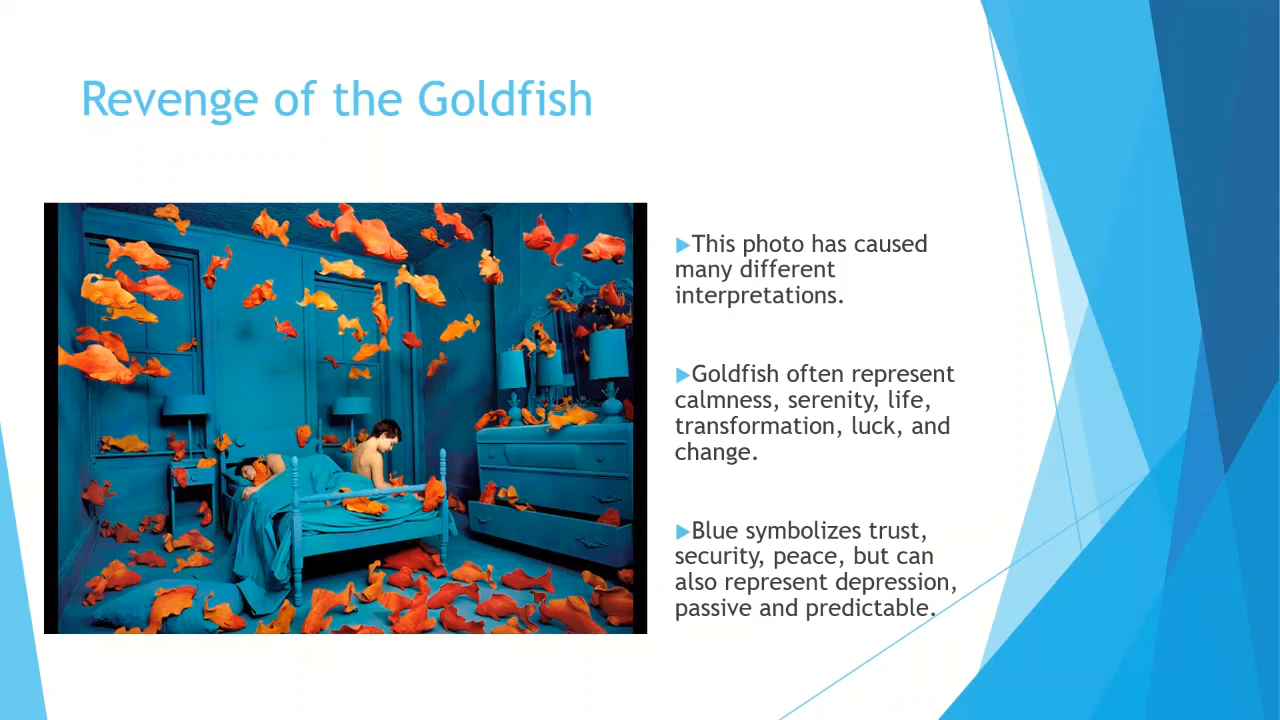 Revenge of the Goldfish
▶This photo has caused
many different
interpretations.
▶Goldfish often represent
calmness, serenity, life,
transformation, luck, and
change.
▶Blue symbolizes trust,
security, peace, but can
also represent depression,
passive and predictable.